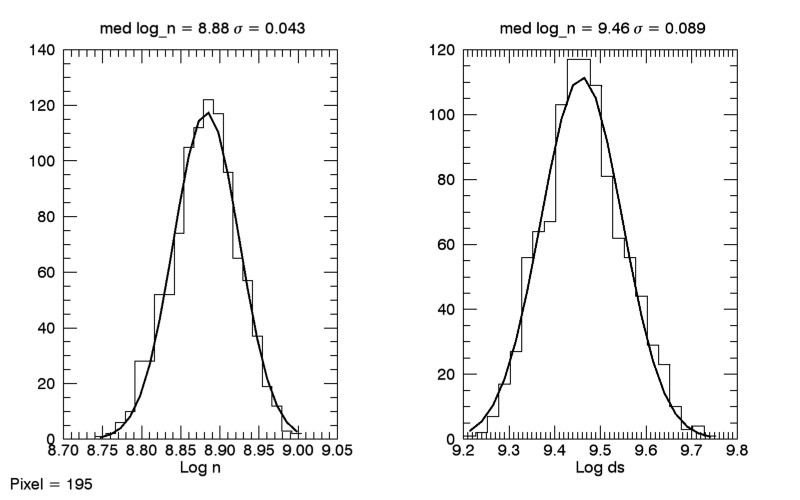 med log_n = 8.88 σ = 0.043
140
120
100
80
60
40
20
0
8.70 8.75 8.80 8.85 8.90 8.95 9.00 9.05
Log n
med log_n = 9.46 σ = 0.089
120
100
80
60
40
20
0
9.2 9.3 9.4 9.5 9.6 9.7 9.8
Log ds
Pixel = 195